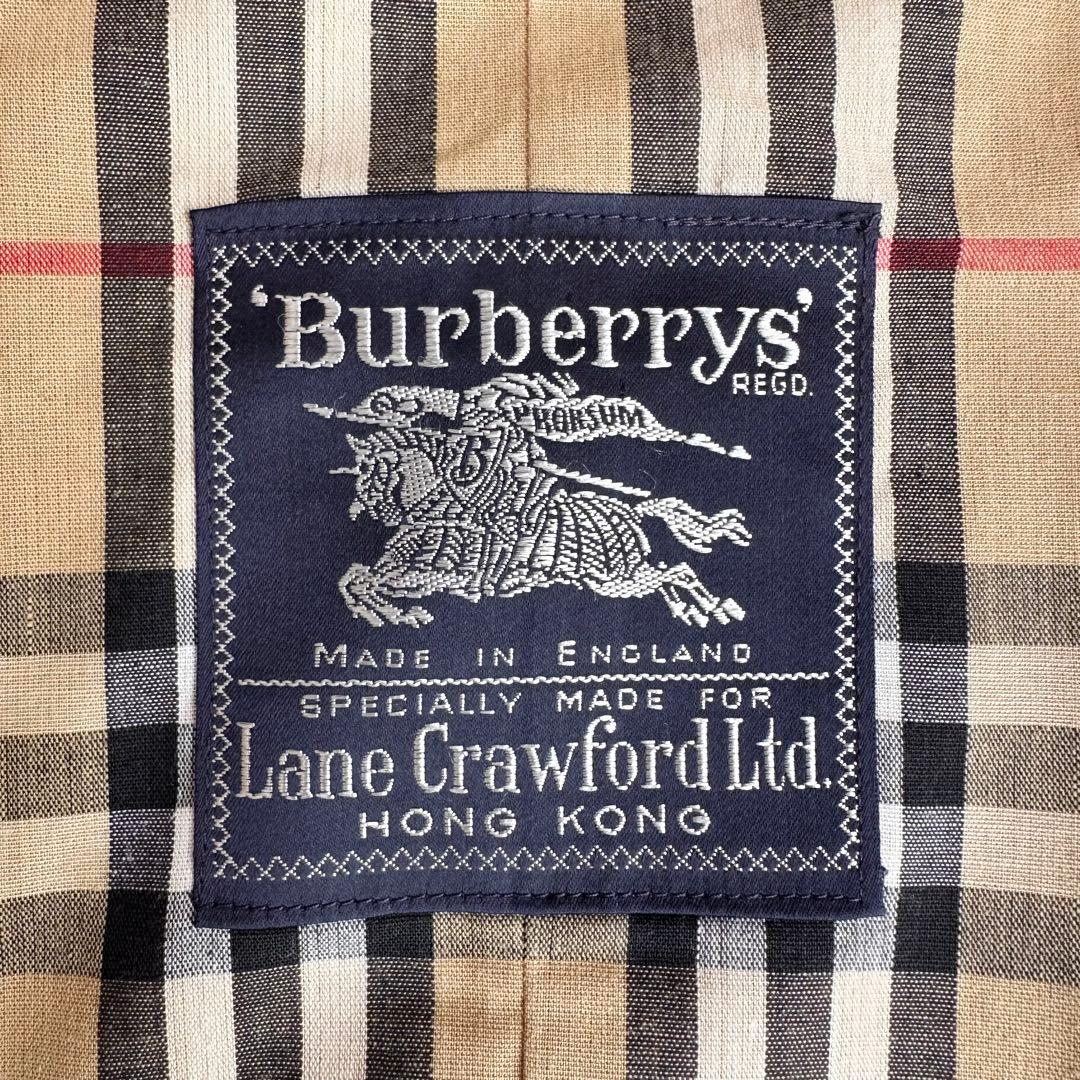 'Burberrys'
REGD.
PRORSUM
MADE IN ENGLAND
SPECIALLY MADE FOR
Lane Crawford Ltd.
HONG KONG